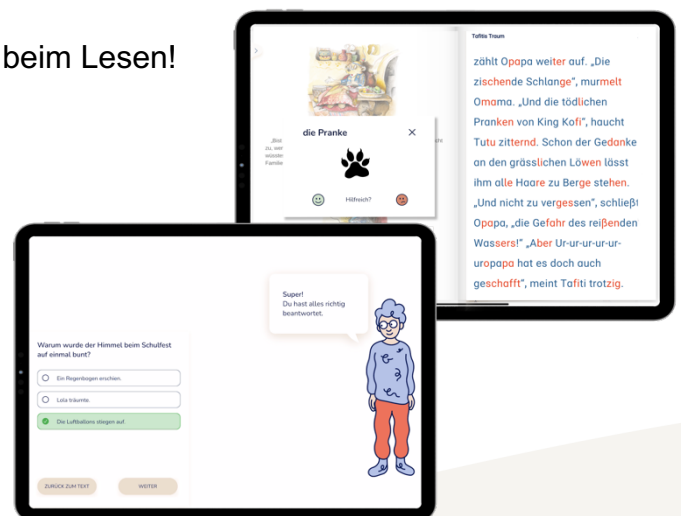 beim Lesen!
Tafitis Traum
zählt Opapa weiter auf. „Die
zischende Schlange“, murmelt
Omama. „Und die tödlichen
Pranken von King Kofi“, haucht
Tutu zitternd. Schon der Gedanke
an den grässlichen Löwen lässt
ihm alle Haare zu Berge stehen.
„Und nicht zu vergessen“, schließt
Opapa, „die Gefahr des reißenden
Wassers!“ „Aber Ur-ur-ur-ur-ur-
uropapa hat es doch auch
geschafft“, meint Tafiti trotzig.
die Pranke
Hilfreich?
Super!
Du hast alles richtig
beantwortet.
Warum wurde der Himmel beim Schulfest
auf einmal bunt?
Ein Regenbogen erschien.
Lola träumte.
Die Luftballons stiegen auf.
ZURÜCK ZUM TEXT
WEITER